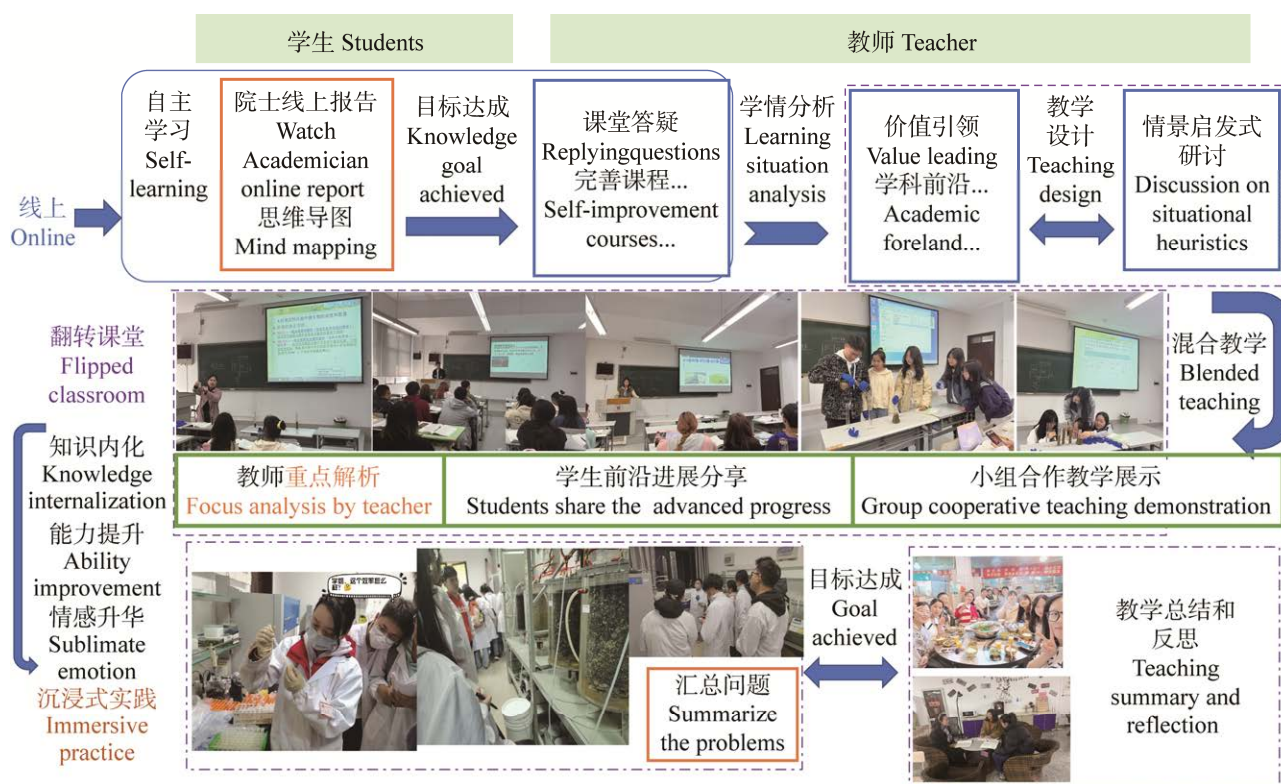 学生 Students
教师 Teacher
线上
Online
自主
学习
Self-
learning
院士线上报告
Watch
Academician
online report
思维导图
Mind mapping
目标达成
Knowledge
goal
achieved
课堂答疑
Replyingquestions
完善课程...
Self-improvement
courses...
学情分析
Learning
situation
analysis
价值引领
Value leading
学科前沿...
Academic
foreland...
教学
设计
Teaching
design
情景启发式
研讨
Discussion on
situational
heuristics
翻转课堂
Flipped
classroom
混合教学
Blended
teaching
教师重点解析
Focus analysis by teacher
学生前沿进展分享
Students share the advanced progress
小组合作教学展示
Group cooperative teaching demonstration
知识内化
Knowledge
internalization
能力提升
Ability
improvement
情感升华
Sublimate
emotion
沉浸式实践
Immersive
practice
汇总问题
Summarize
the problems
目标达成
Goal
achieved
教学总结和
反思
Teaching
summary and
reflection